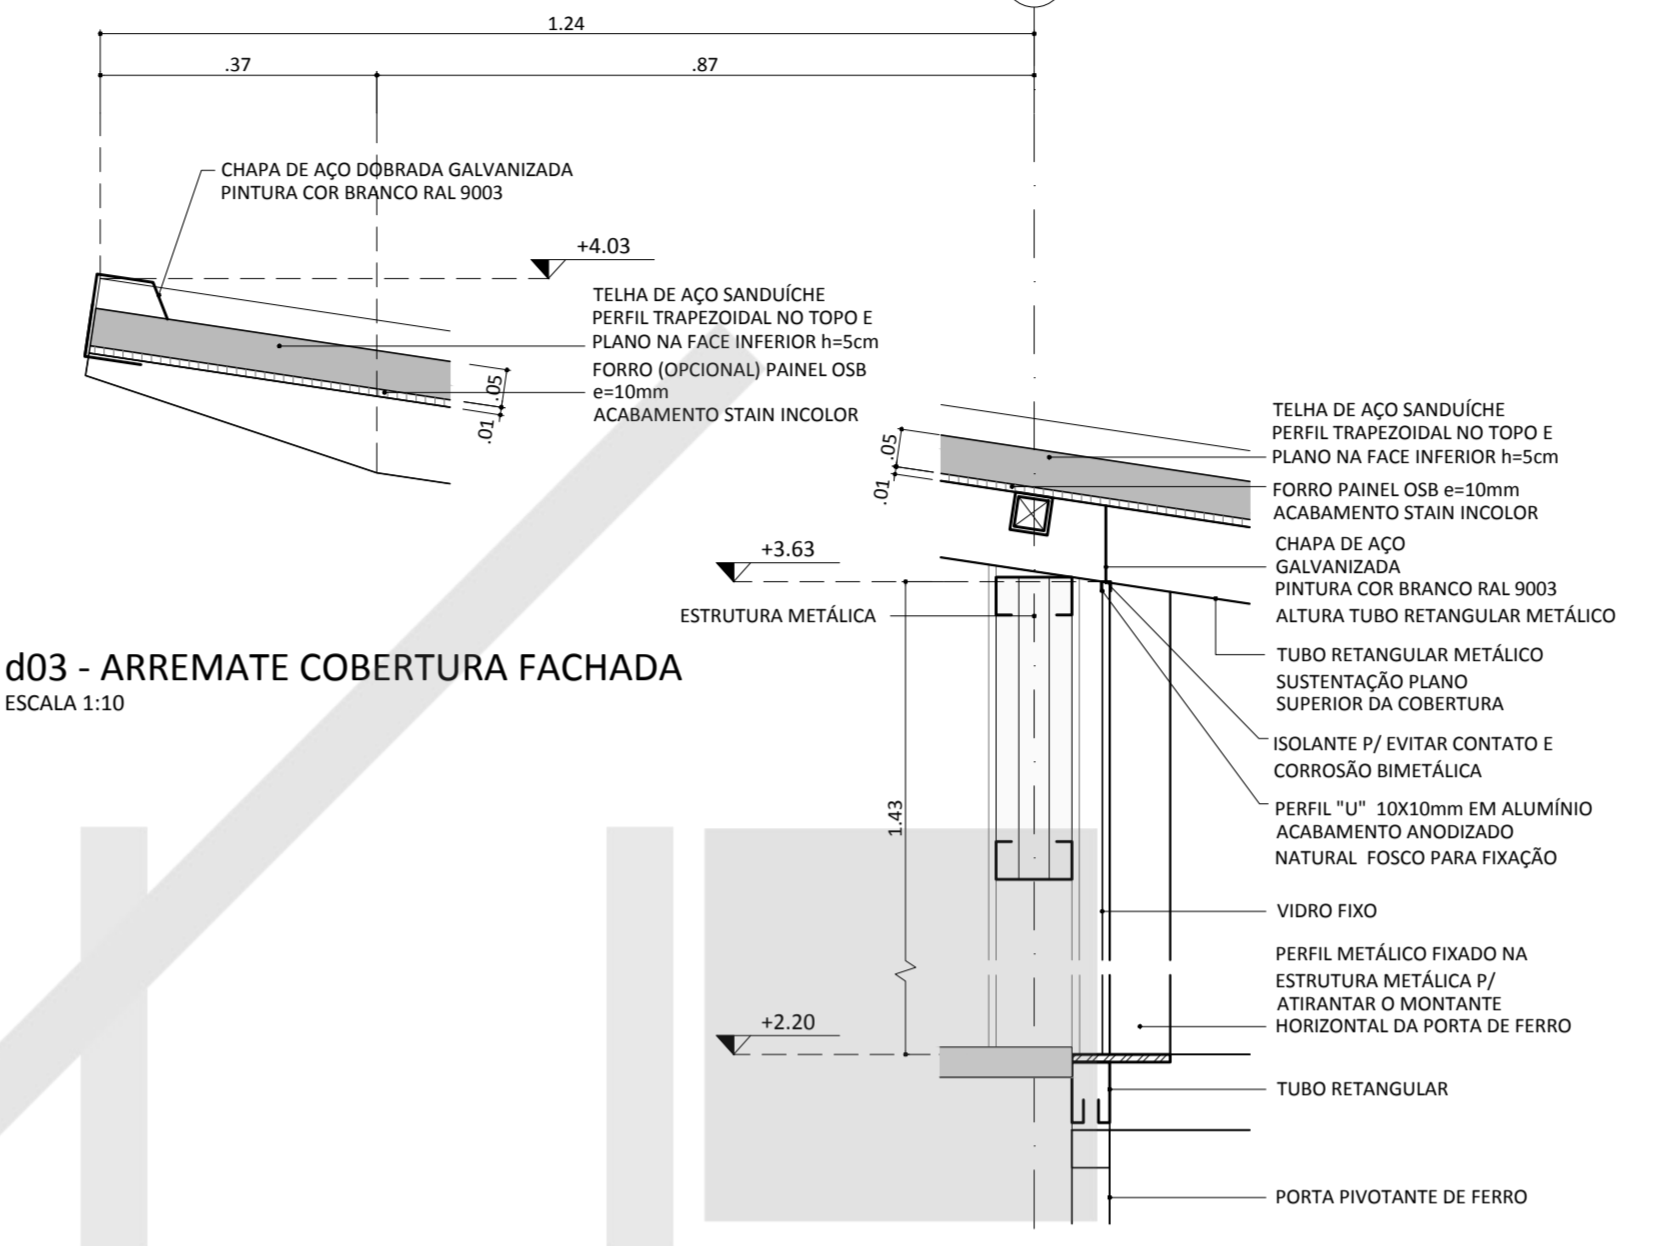 1.24
.37
.87
CHAPA DE AÇO DOBRADA GALVANIZADA
PINTURA COR BRANCO RAL 9003
+4.03
TELHA DE AÇO SANDUÍCHE
PERFIL TRAPEZOIDAL NO TOPO E
PLANO NA FACE INFERIOR h=5cm
FORRO (OPCIONAL) PAINEL OSB
e=10mm
ACABAMENTO STAIN INCOLOR
.05
.01
d03 - ARREMATE COBERTURA FACHADA
ESCALA 1:10
.05
.01
+3.63
ESTRUTURA METÁLICA
1.43
+2.20
TELHA DE AÇO SANDUÍCHE
PERFIL TRAPEZOIDAL NO TOPO E
PLANO NA FACE INFERIOR h=5cm
FORRO PAINEL OSB e=10mm
ACABAMENTO STAIN INCOLOR
CHAPA DE AÇO
GALVANIZADA
PINTURA COR BRANCO RAL 9003
ALTURA TUBO RETANGULAR METÁLICO
TUBO RETANGULAR METÁLICO
SUSTENTAÇÃO PLANO
SUPERIOR DA COBERTURA
ISOLANTE P/ EVITAR CONTATO E
CORROSÃO BIMETÁLICA
PERFIL "U" 10X10mm EM ALUMÍNIO
ACABAMENTO ANODIZADO
NATURAL FOSCO PARA FIXAÇÃO
VIDRO FIXO
PERFIL METÁLICO FIXADO NA
ESTRUTURA METÁLICA P/
ATIRANTAR O MONTANTE
HORIZONTAL DA PORTA DE FERRO
TUBO RETANGULAR
PORTA PIVOTANTE DE FERRO